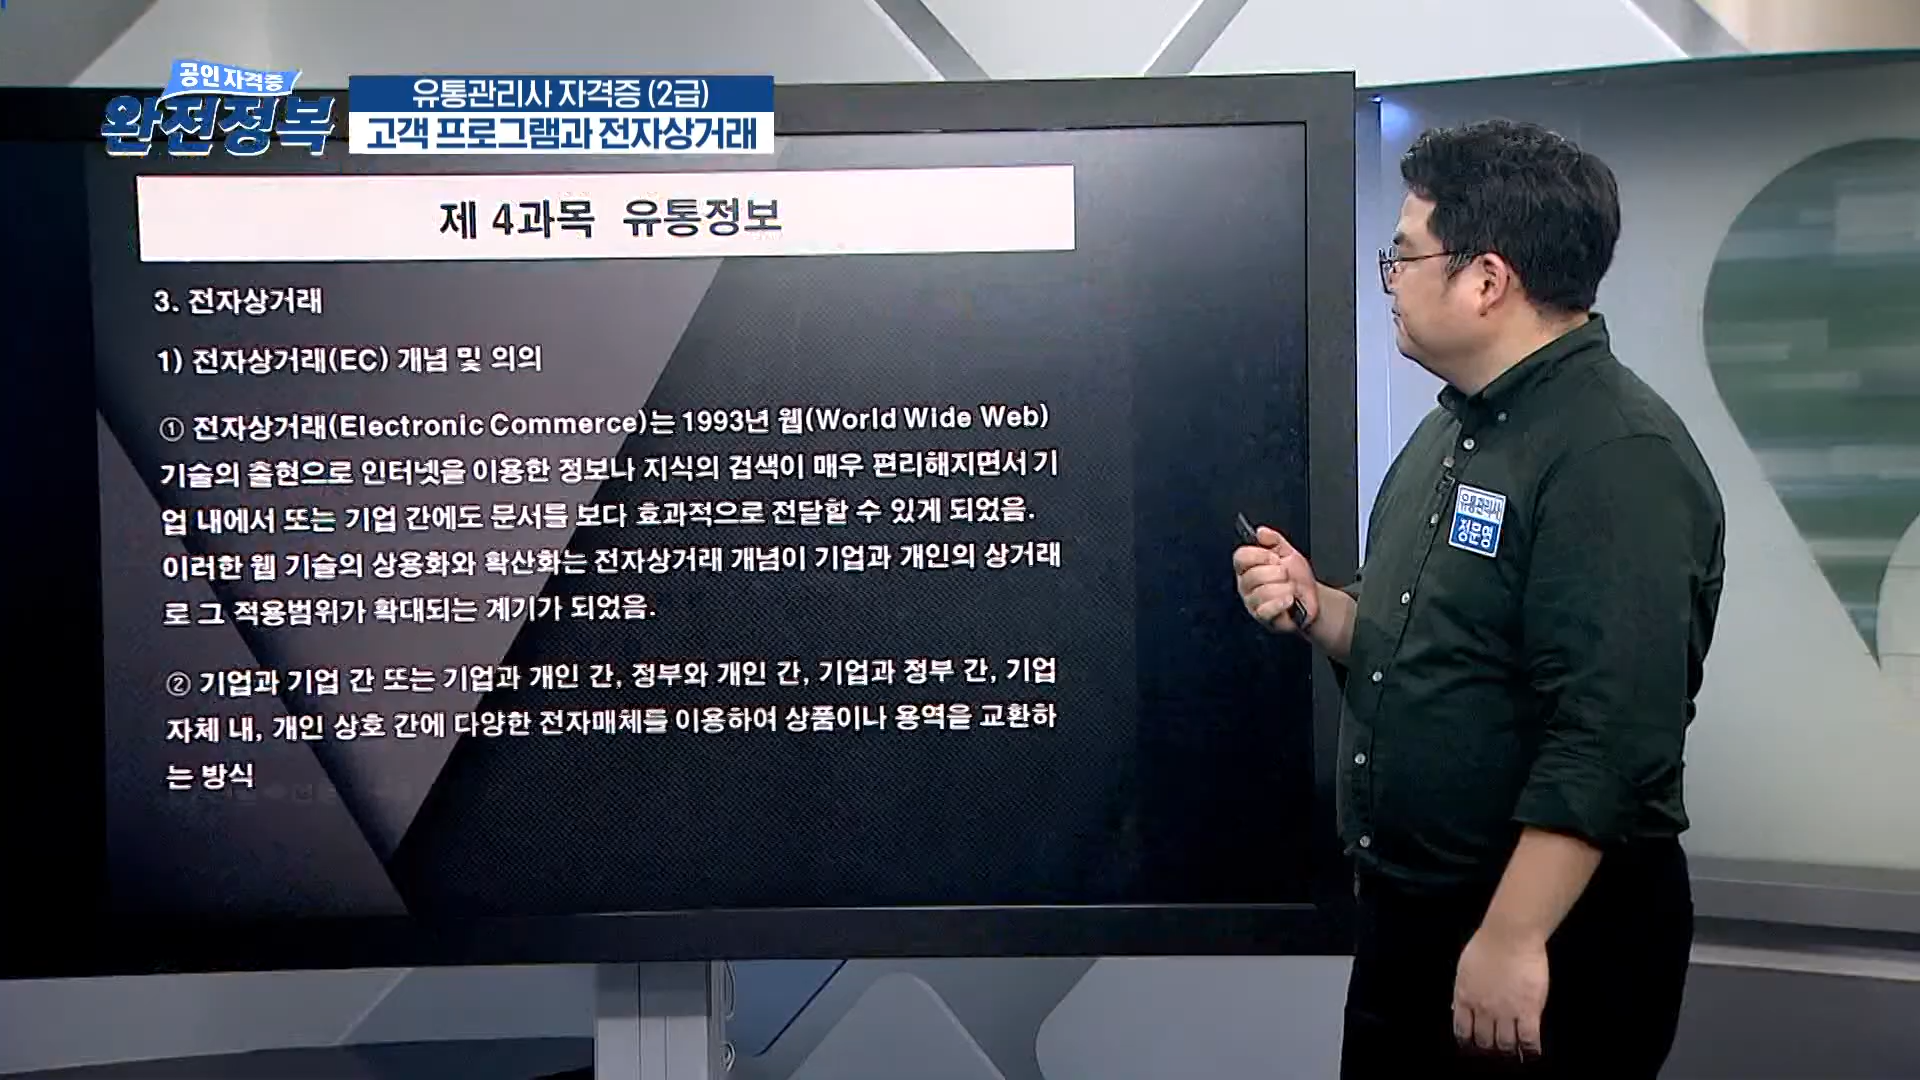 공인 자격증
완전정복
유통관리사 자격증 (2급)
고객 프로그램과 전자상거래
제 4과목 유통정보
3. 전자상거래
1) 전자상거래(EC) 개념 및 의의
① 전자상거래(Electronic Commerce)는 1993년 웹(World Wide Web)
기술의 출현으로 인터넷을 이용한 정보나 지식의 검색이 매우 편리해지면서 기
업 내에서 또는 기업 간에도 문서를 보다 효과적으로 전달할 수 있게 되었음.
이러한 웹 기술의 상용화와 확산화는 전자상거래 개념이 기업과 개인의 상거래
로 그 적용범위가 확대되는 계기가 되었음.
② 기업과 기업 간 또는 기업과 개인 간, 정부와 개인 간, 기업과 정부 간, 기업
자체 내, 개인 상호 간에 다양한 전자매체를 이용하여 상품이나 용역을 교환하
는 방식
유통관리사
정문영